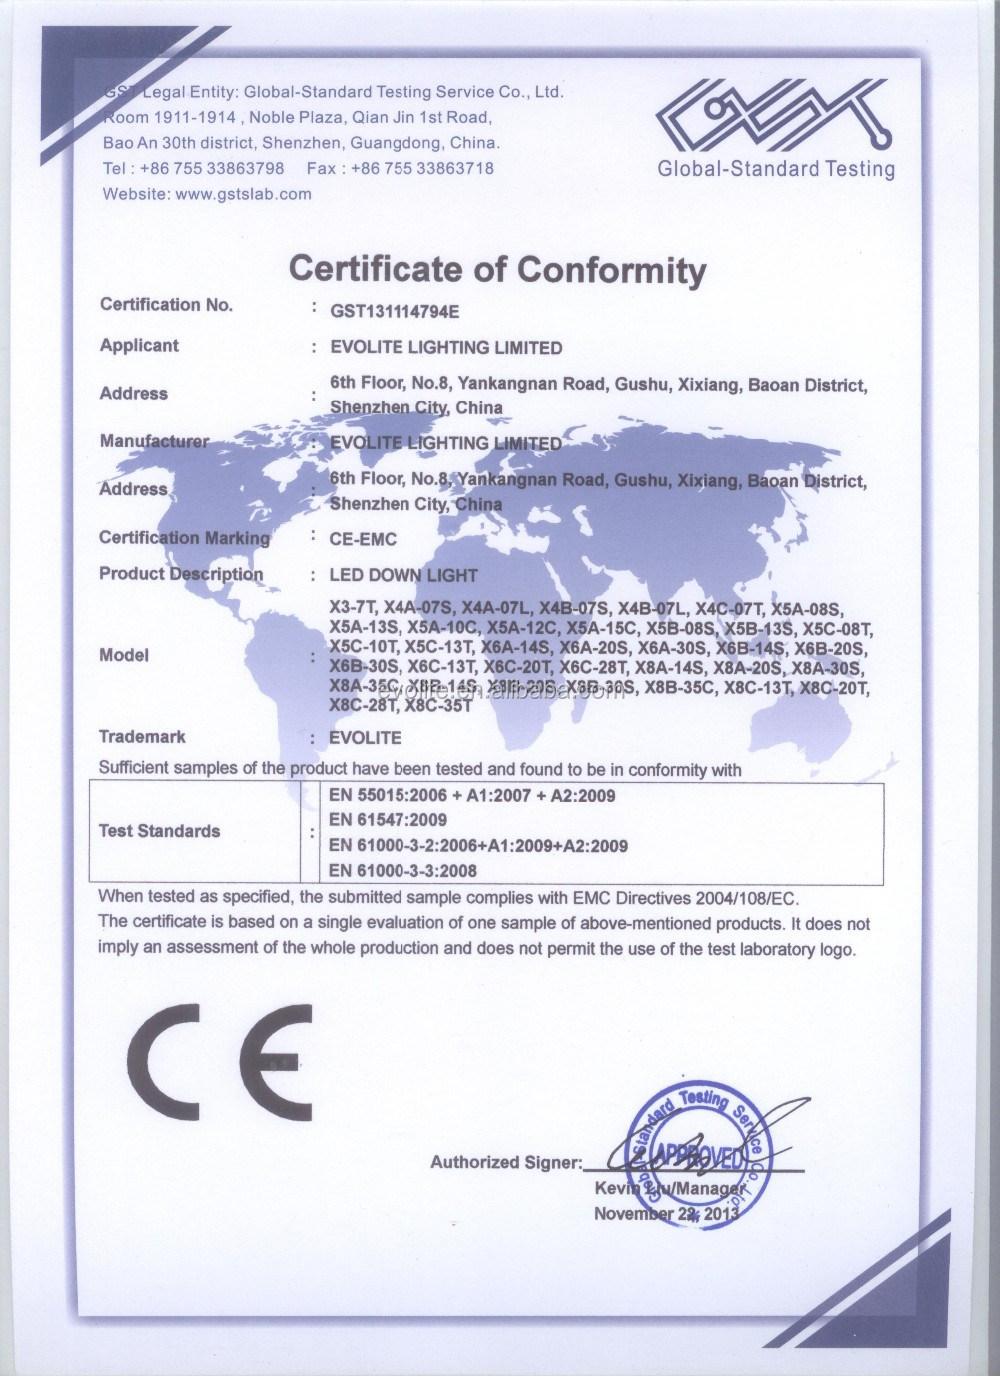 GST Legal Entity: Global-Standard Testing Service Co., Ltd.
Room 1911-1914 , Noble Plaza, Qian Jin 1st Road,
Bao An 30th district, Shenzhen, Guangdong, China.
Tel : +86 755 33863798 Fax : +86 755 33863718
Website: www.gstslab.com
GST
Global-Standard Testing
Certificate of Conformity
Certification No. : GST131114794E
Applicant : EVOLITE LIGHTING LIMITED
Address : 6th Floor, No.8, Yankangnan Road, Gushu, Xixiang, Baoan District,
Shenzhen City, China
Manufacturer : EVOLITE LIGHTING LIMITED
Address : 6th Floor, No.8, Yankangnan Road, Gushu, Xixiang, Baoan District,
Shenzhen City, China
Certification Marking : CE-EMC
Product Description : LED DOWN LIGHT
Model : X3-7T, X4A-07S, X4A-07L, X4B-07S, X4B-07L, X4C-07T, X5A-08S,
X5A-13S, X5A-10C, X5A-12C, X5A-15C, X5B-08S, X5B-13S, X5C-08T,
X5C-10T, X5C-13T, X6A-14S, X6A-20S, X6A-30S, X6B-14S, X6B-20S,
X6B-30S, X6C-13T, X6C-20T, X6C-28T, X8A-14S, X8A-20S, X8A-30S,
X8A-35C, X8B-14S, X8B-20S, X8B-30S, X8B-35C, X8C-13T, X8C-20T,
X8C-28T, X8C-35T
evolite.en.alibaba.com
Trademark : EVOLITE
Sufficient samples of the product have been tested and found to be in conformity with
Test Standards : EN 55015:2006 + A1:2007 + A2:2009
EN 61547:2009
EN 61000-3-2:2006+A1:2009+A2:2009
EN 61000-3-3:2008
When tested as specified, the submitted sample complies with EMC Directives 2004/108/EC.
The certificate is based on a single evaluation of one sample of above-mentioned products. It does not
imply an assessment of the whole production and does not permit the use of the test laboratory logo.
CE
Global-Standard Testing Service Co.,Ltd.
APPROVED
Authorized Signer:
Kevin Liu/Manager
November 22, 2013